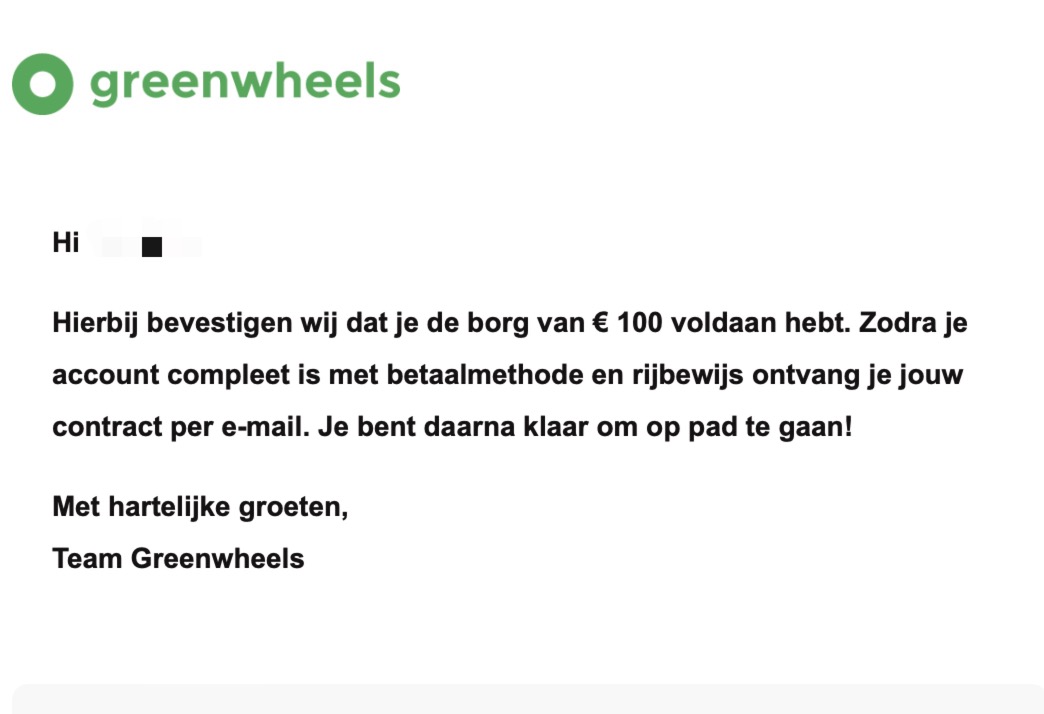 greenwheels
Hi
Hierbij bevestigen wij dat je de borg van € 100 voldaan hebt. Zodra je
account compleet is met betaalmethode en rijbewijs ontvang je jouw
contract per e-mail. Je bent daarna klaar om op pad te gaan!
Met hartelijke groeten,
Team Greenwheels